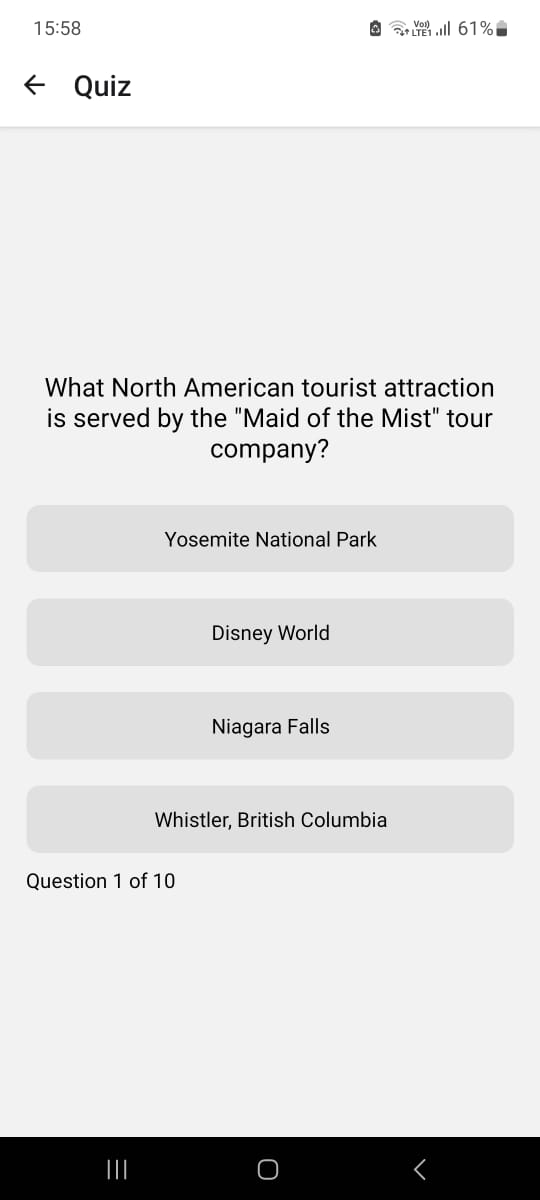 15:58
Vo)) LTE1 61%
Quiz
What North American tourist attraction
is served by the "Maid of the Mist" tour
company?
Yosemite National Park
Disney World
Niagara Falls
Whistler, British Columbia
Question 1 of 10